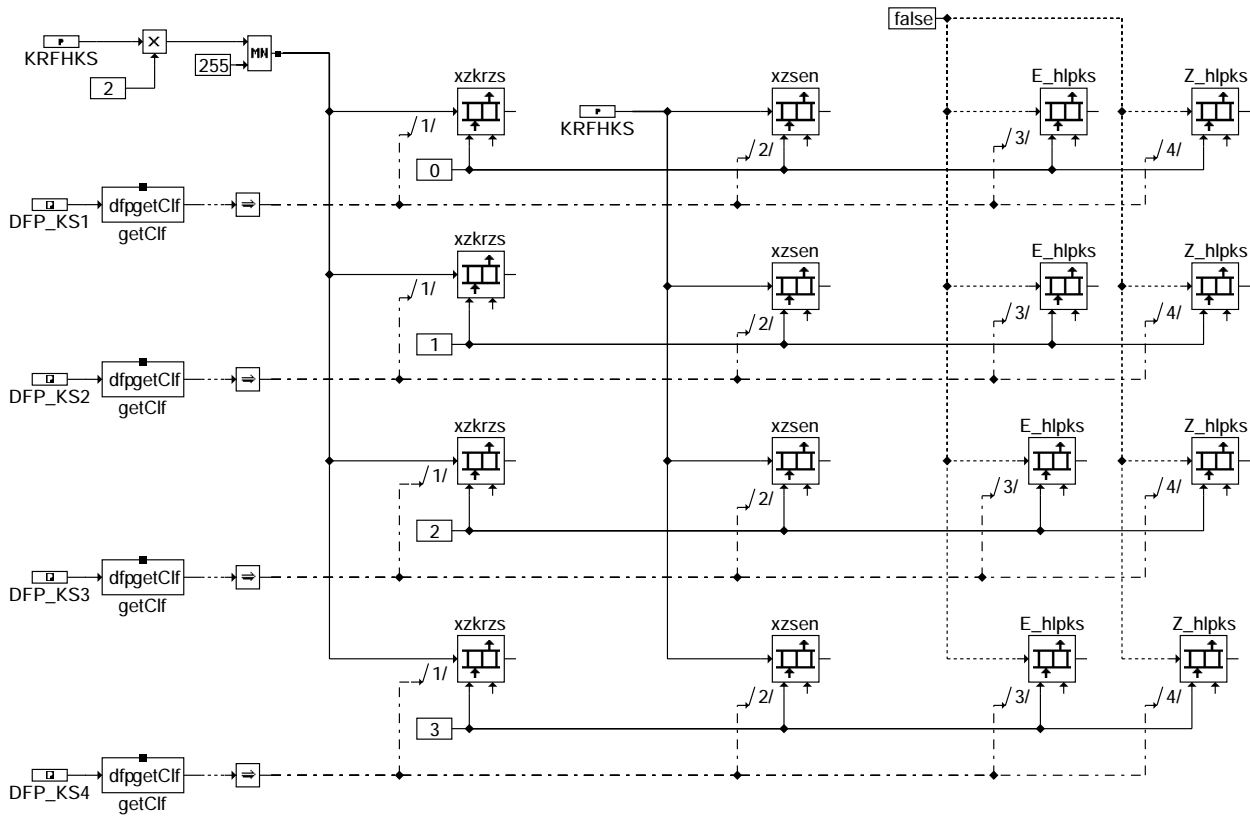 false
KRFHKS
×
MN
255
2
xzkrzs
xzsen
E_hlpks
Z_hlpks
P
KRFHKS
/1/
/2/
/3/
/4/
0
DFP_KS1
dfpgetClf
getClf
xzkrzs
xzsen
E_hlpks
Z_hlpks
/1/
/2/
/3/
/4/
1
DFP_KS2
dfpgetClf
getClf
xzkrzs
xzsen
E_hlpks
Z_hlpks
/1/
/2/
/3/
/4/
2
DFP_KS3
dfpgetClf
getClf
xzkrzs
xzsen
E_hlpks
Z_hlpks
/1/
/2/
/3/
/4/
3
DFP_KS4
dfpgetClf
getClf